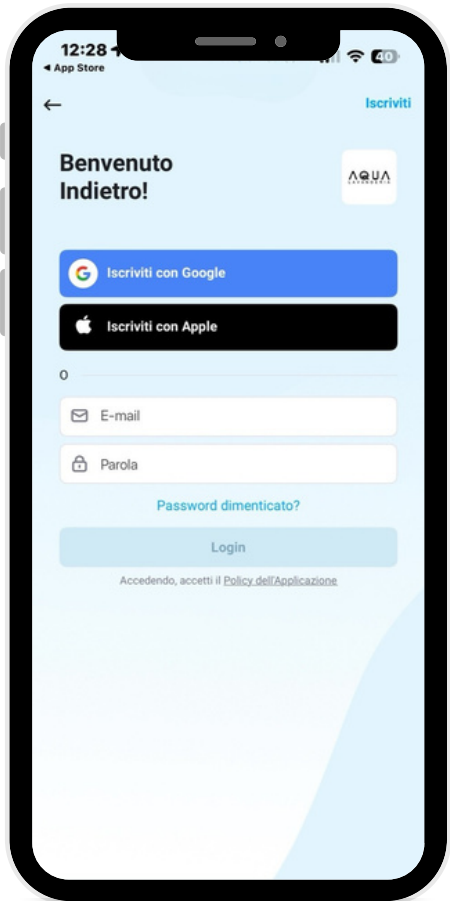 12:28
40
◄ App Store
Iscriviti
Benvenuto
Indietro!
AQUA
LAVANDERIA
Iscriviti con Google
Iscriviti con Apple
O
E-mail
Parola
Password dimenticato?
Login
Accedendo, accetti il Policy dell'Applicazione